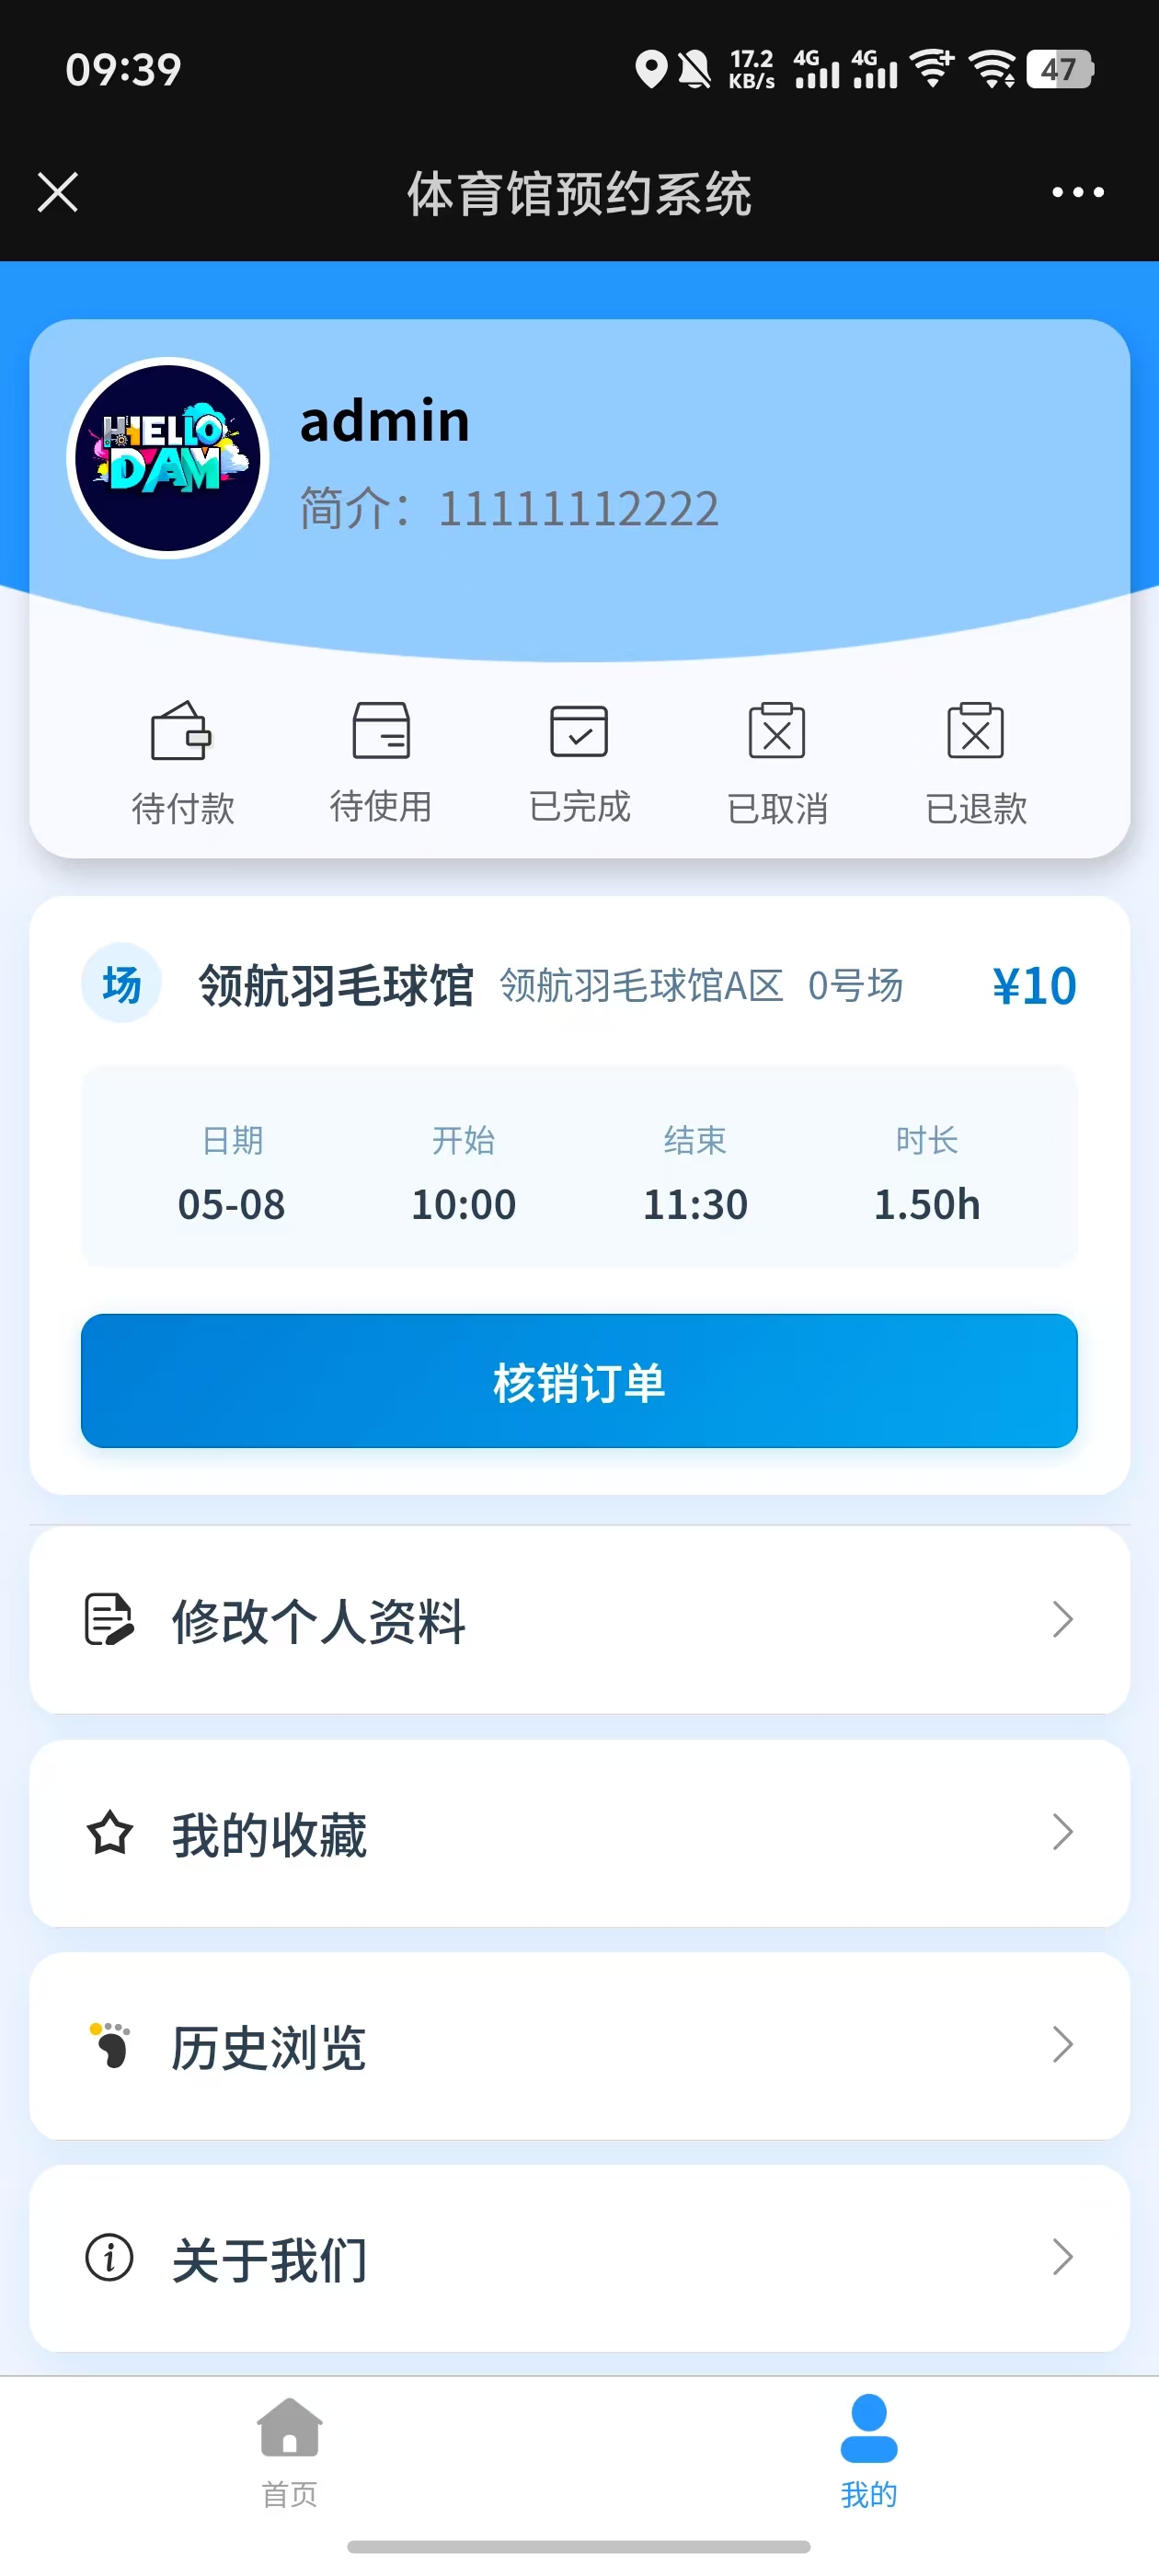 09:39
17.2
KB/s
4G
4G
47
体育馆预约系统
HELLO
DAM
admin
简介：11111112222
待付款 待使用 已完成 已取消 已退款
场 领航羽毛球馆 领航羽毛球馆A区 0号场 ¥10
日期 开始 结束 时长
05-08 10:00 11:30 1.50h
核销订单
修改个人资料
我的收藏
历史浏览
关于我们
首页 我的